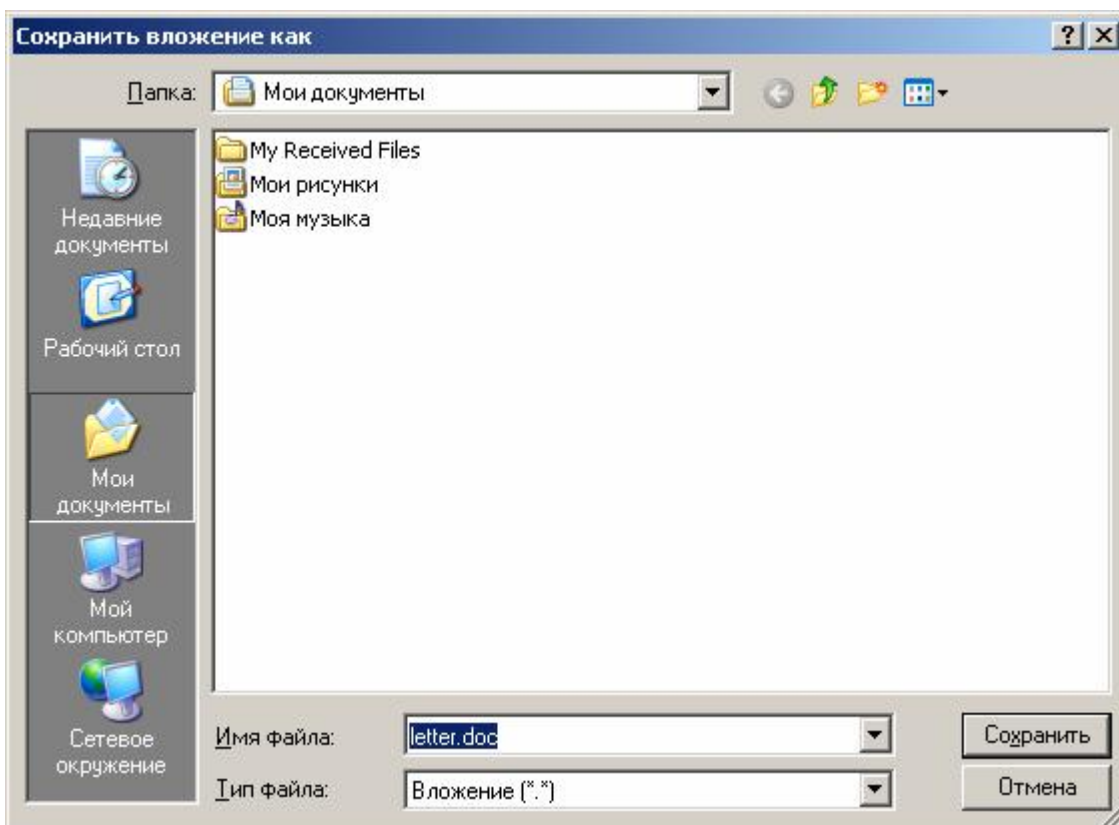 Сохранить вложение как
Папка:
Мои документы
My Received Files
Мои рисунки
Моя музыка
Недавние
документы
Рабочий стол
Мои
документы
Мой
компьютер
Сетевое
окружение
Имя файла:
letter.doc
Сохранить
Тип файла:
Вложение (*.*)
Отмена